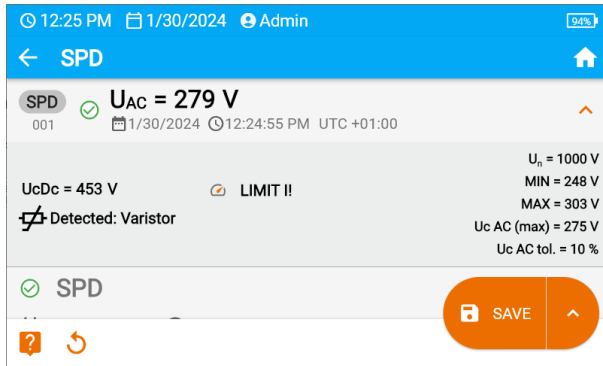 12:25 PM 1/30/2024 Admin 94%
SPD
SPD UAC = 279 V
001 1/30/2024 12:24:55 PM UTC +01:00
Un = 1000 V
UcDc = 453 V LIMIT I! MIN = 248 V
MAX = 303 V
Detected: Varistor Uc AC (max) = 275 V
Uc AC tol. = 10 %
SPD
SAVE